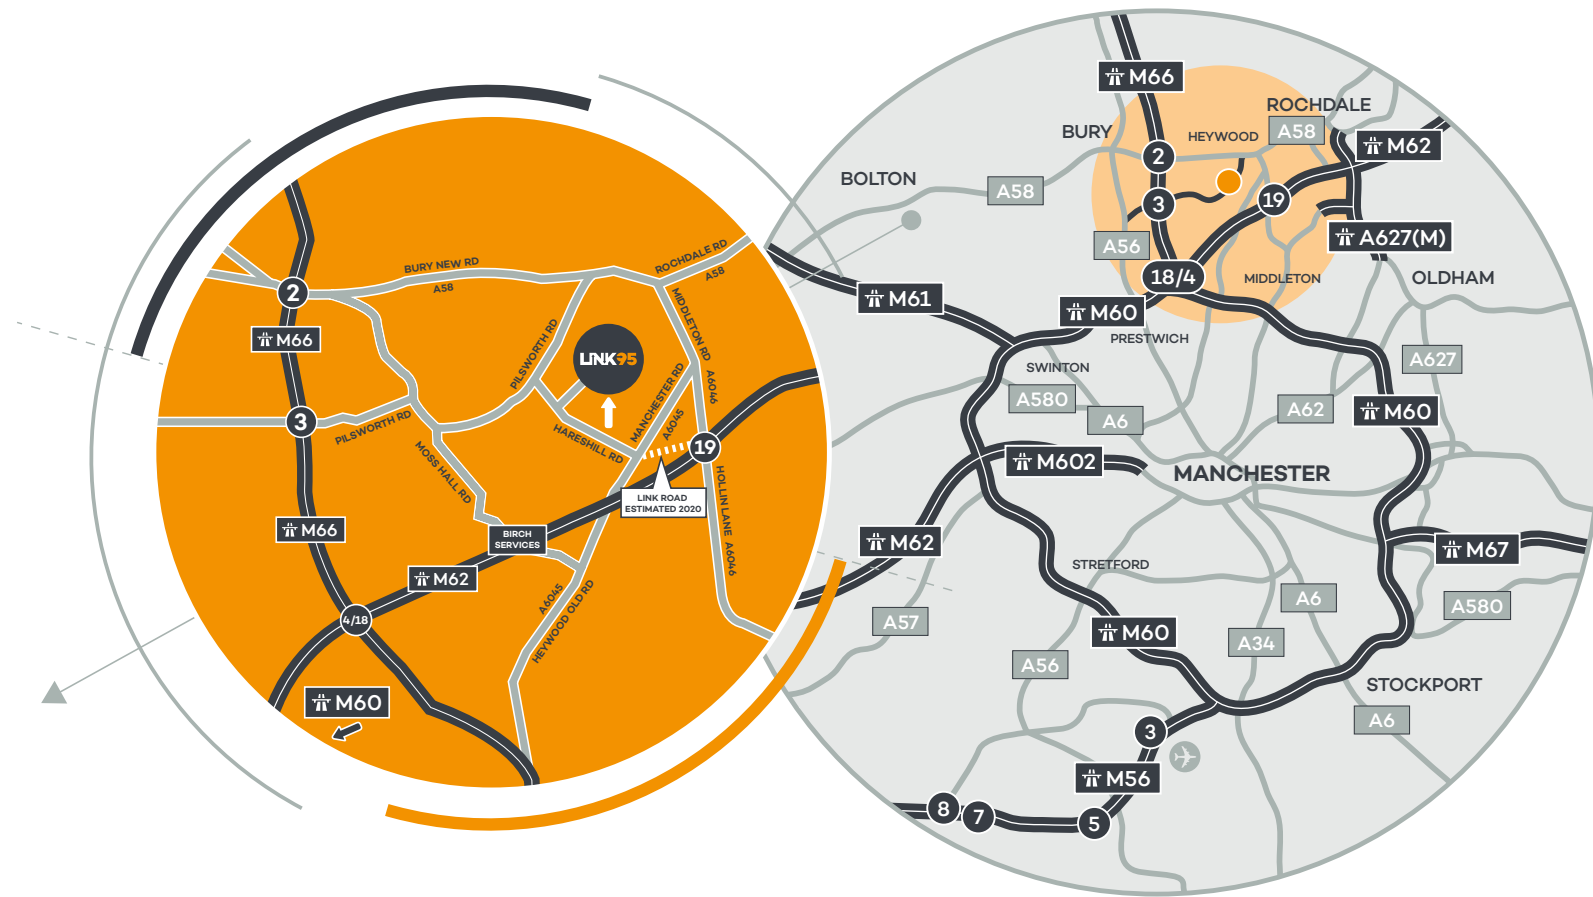 BURY NEW RD
A58
ROCHDALE RD
A58
2
M66
MIDDLETON RD
A6046
PILSWORTH RD
LINK95
MANCHESTER RD
A6045
3
PILSWORTH RD
HARESHILL RD
19
MOSS HALL RD
LINK ROAD
ESTIMATED 2020
HOLLIN LANE A6046
M66
BIRCH
SERVICES
M62
A6045
HEYWOOD OLD RD
4/18
M60
M66
ROCHDALE
BURY
HEYWOOD
A58
M62
2
BOLTON
A58
3
19
A56
A627(M)
18/4
MIDDLETON
OLDHAM
M61
M60
PRESTWICH
SWINTON
A627
A580
A6
A62
M60
M602
MANCHESTER
M62
M67
STRETFORD
A6
A580
A57
M60
A34
A56
STOCKPORT
A6
3
M56
8
7
5